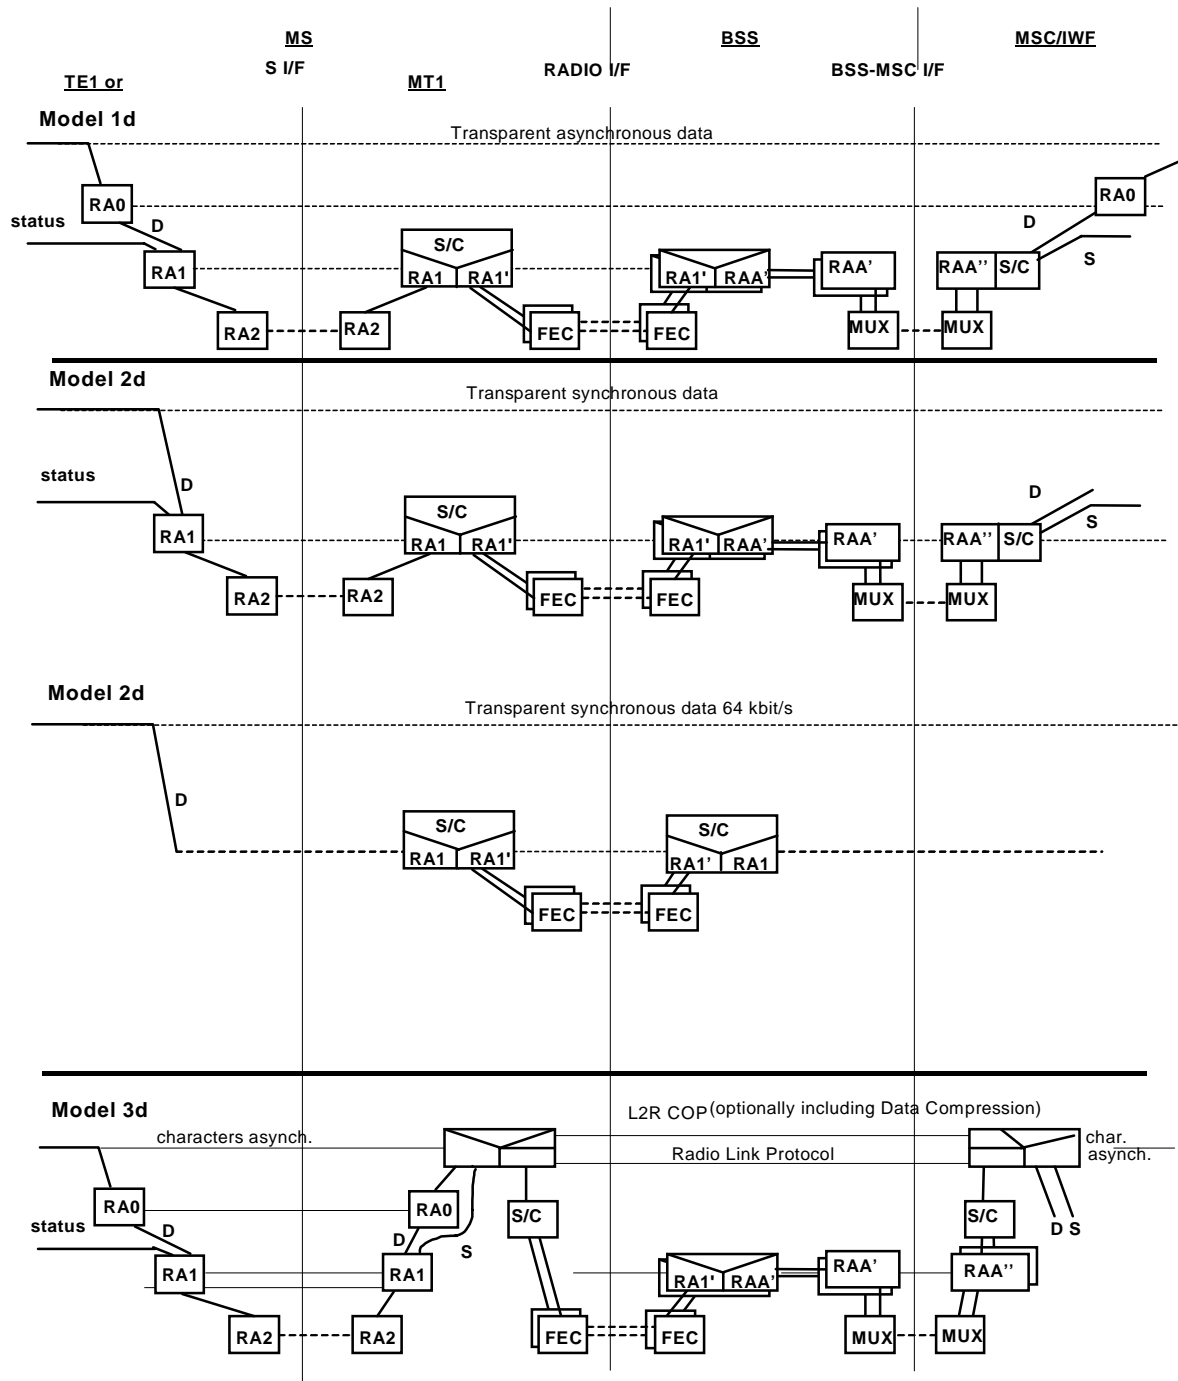 MS
BSS
MSC/IWF
S I/F
RADIO I/F
BSS-MSC I/F
TE1 or
MT1
Model 1d
Transparent asynchronous data
RA0
RA0
status
D
D
S/C
S
RA1
RA1
RA1'
RA1'
RAA'
RAA'
RAA''
S/C
RA2
RA2
FEC
FEC
MUX
MUX
Model 2d
Transparent synchronous data
status
D
D
S/C
S
RA1
RA1
RA1'
RA1'
RAA'
RAA'
RAA''
S/C
RA2
RA2
FEC
FEC
MUX
MUX
Model 2d
Transparent synchronous data 64 kbit/s
D
S/C
S/C
RA1
RA1'
RA1'
RA1
FEC
FEC
Model 3d
L2R COP (optionally including Data Compression)
characters asynch.
Radio Link Protocol
char.
asynch.
RA0
RA0
S/C
S/C
status
D
D
S
D S
RA1
RA1
RA1'
RAA'
RAA'
RAA''
RA2
RA2
FEC
FEC
MUX
MUX